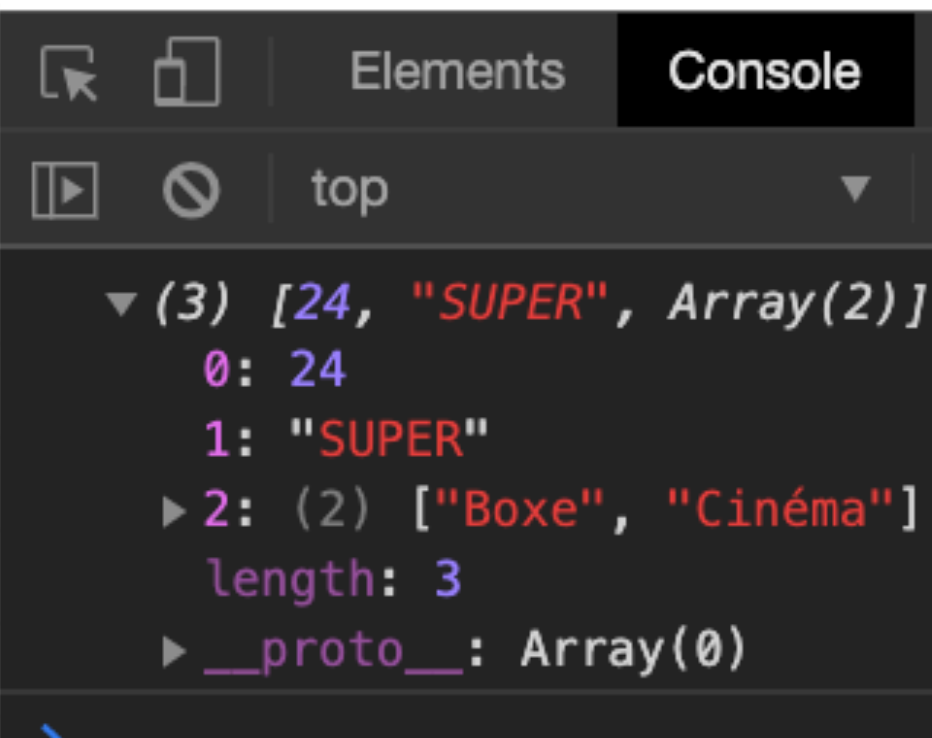 Elements Console
top
(3) [24, "SUPER", Array(2)]
0: 24
1: "SUPER"
2: (2) ["Boxe", "Cinéma"]
length: 3
__proto__: Array(0)